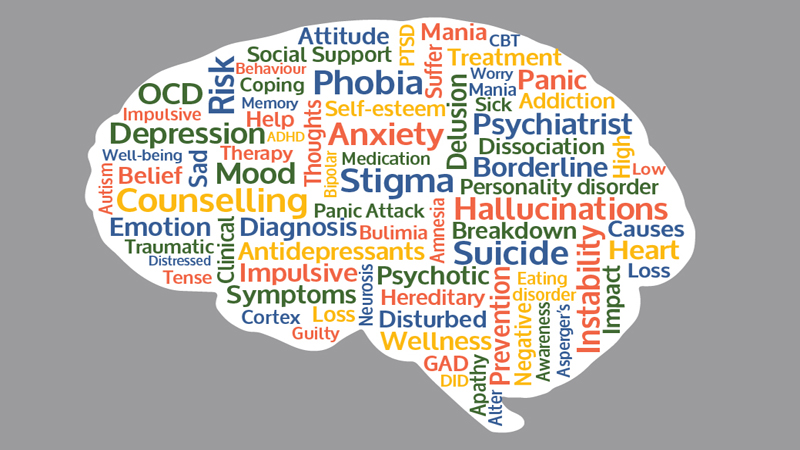 Attitude
PTSD
Mania
CBT
Social Support
Suffer
Treatment
Behaviour
Risk
Coping
Phobia
Worry
Mania
Panic
OCD
Memory
Delusion
Sick
Addiction
Impulsive
Help
Thoughts
Self-esteem
Psychiatrist
Depression
ADHD
Anxiety
Dissociation
High
Well-being
Sad
Therapy
Bipolar
Medication
Borderline
Low
Autism
Belief
Mood
Stigma
Personality disorder
Counselling
Panic Attack
Amnesia
Hallucinations
Emotion
Clinical
Diagnosis
Bulimia
Breakdown
Causes
Traumatic
Antidepressants
Suicide
Instability
Heart
Distressed
Tense
Impulsive
Neurosis
Psychotic
Prevention
Eating
disorder
Impact
Loss
Symptoms
Hereditary
Negative
Awareness
Asperger's
Cortex
Loss
Disturbed
Guilty
Wellness
GAD
DID
Apathy
Alter